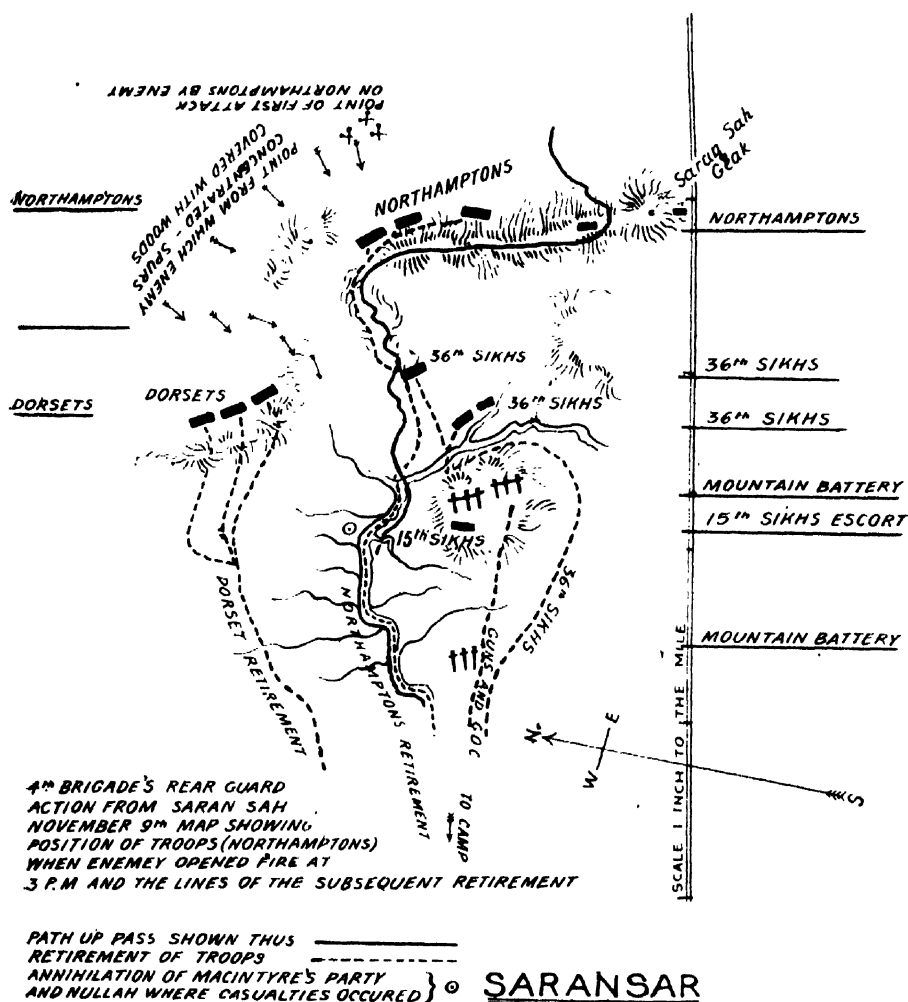 POINT OF FIRST ATTACK
ON NORTHAMPTONS BY ENEMY
POINT FROM WHICH ENEMY
CONCENTRATED - SPURS
COVERED WITH WOODS
Saran Sah
Glak
NORTHAMPTONS
NORTHAMPTONS
NORTHAMPTONS
36TH SIKHS
36TH SIKHS
DORSETS
DORSETS
36TH SIKHS
36TH SIKHS
MOUNTAIN BATTERY
15TH SIKHS ESCORT
15TH SIKHS
36TH SIKHS
DORSET RETIREMENT
NORTHAMPTONS RETIREMENT
GUNS AND G.O.C
MOUNTAIN BATTERY
SCALE 1 INCH TO THE MILE
N.
E
W
S
TO CAMP
4TH BRIGADE'S REAR GUARD
ACTION FROM SARAN SAH
NOVEMBER 9TH MAP SHOWING
POSITION OF TROOPS (NORTHAMPTONS)
WHEN ENEMEY OPENED FIRE AT
3 P.M AND THE LINES OF THE SUBSEQUENT RETIREMENT
PATH UP PASS SHOWN THUS
RETIREMENT OF TROOPS
ANNIHILATION OF MACINTYRE'S PARTY
AND NULLAH WHERE CASUALTIES OCCURED
SARANSAR